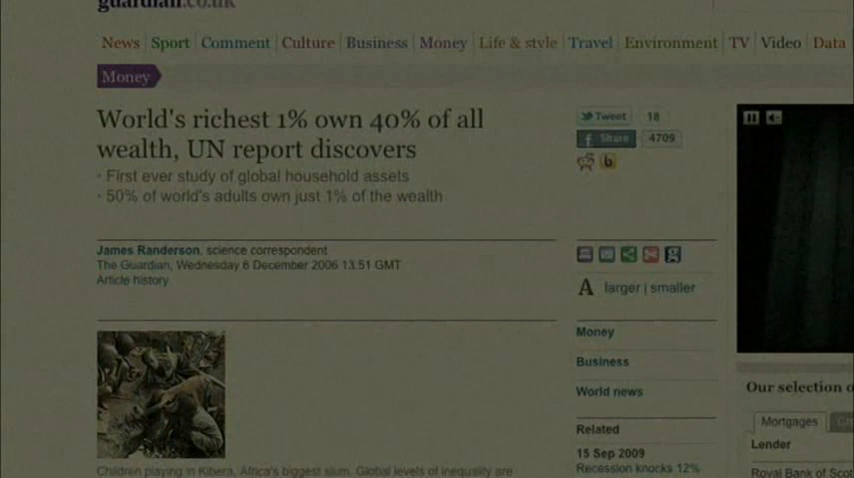 guardian.co.uk
News Sport Comment Culture Business Money Life & style Travel Environment TV Video Data
Money
World's richest 1% own 40% of all
wealth, UN report discovers
· First ever study of global household assets
· 50% of world's adults own just 1% of the wealth
Tweet 18
Share 4709
b
James Randerson, science correspondent
The Guardian, Wednesday 6 December 2006 13.51 GMT
Article history
A larger | smaller
Money
Business
World news
Related
15 Sep 2009
Recession knocks 12%
Children playing in Kibera, Africa's biggest slum. Global levels of inequality are
Our selection o
Mortgages
Lender
Royal Bank of Scot